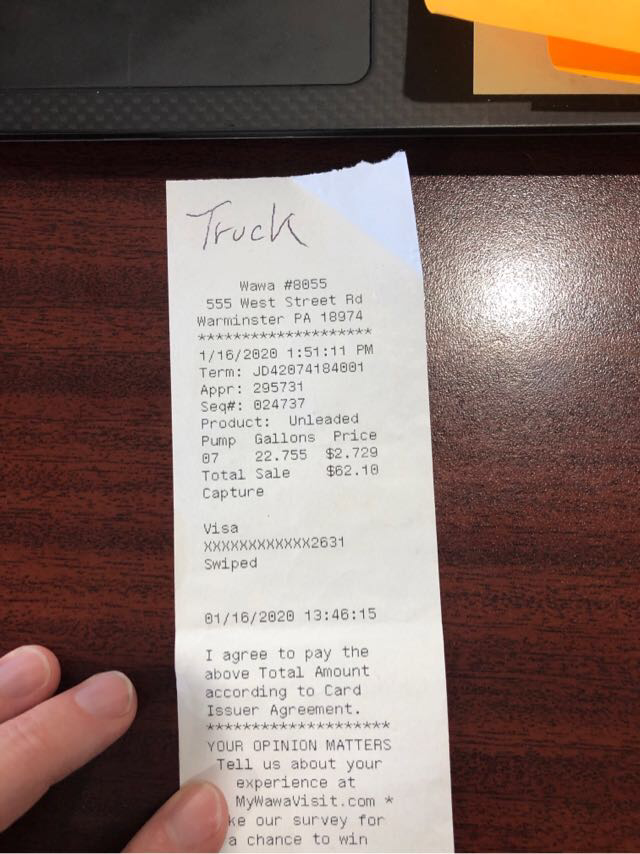 Truck
Wawa #8055
555 West Street Rd
Warminster PA 18974
********************
1/16/2020 1:51:11 PM
Term: JD42074184001
Appr: 295731
Seq#: 024737
Product: Unleaded
Pump Gallons Price
07 22.755 $2.729
Total Sale $62.10
Capture
Visa
XXXXXXXXXXXX2631
Swiped
01/16/2020 13:46:15
I agree to pay the
above Total Amount
according to Card
Issuer Agreement.
*********************
YOUR OPINION MATTERS
Tell us about your
experience at
MyWawaVisit.com *
ke our survey for
a chance to win